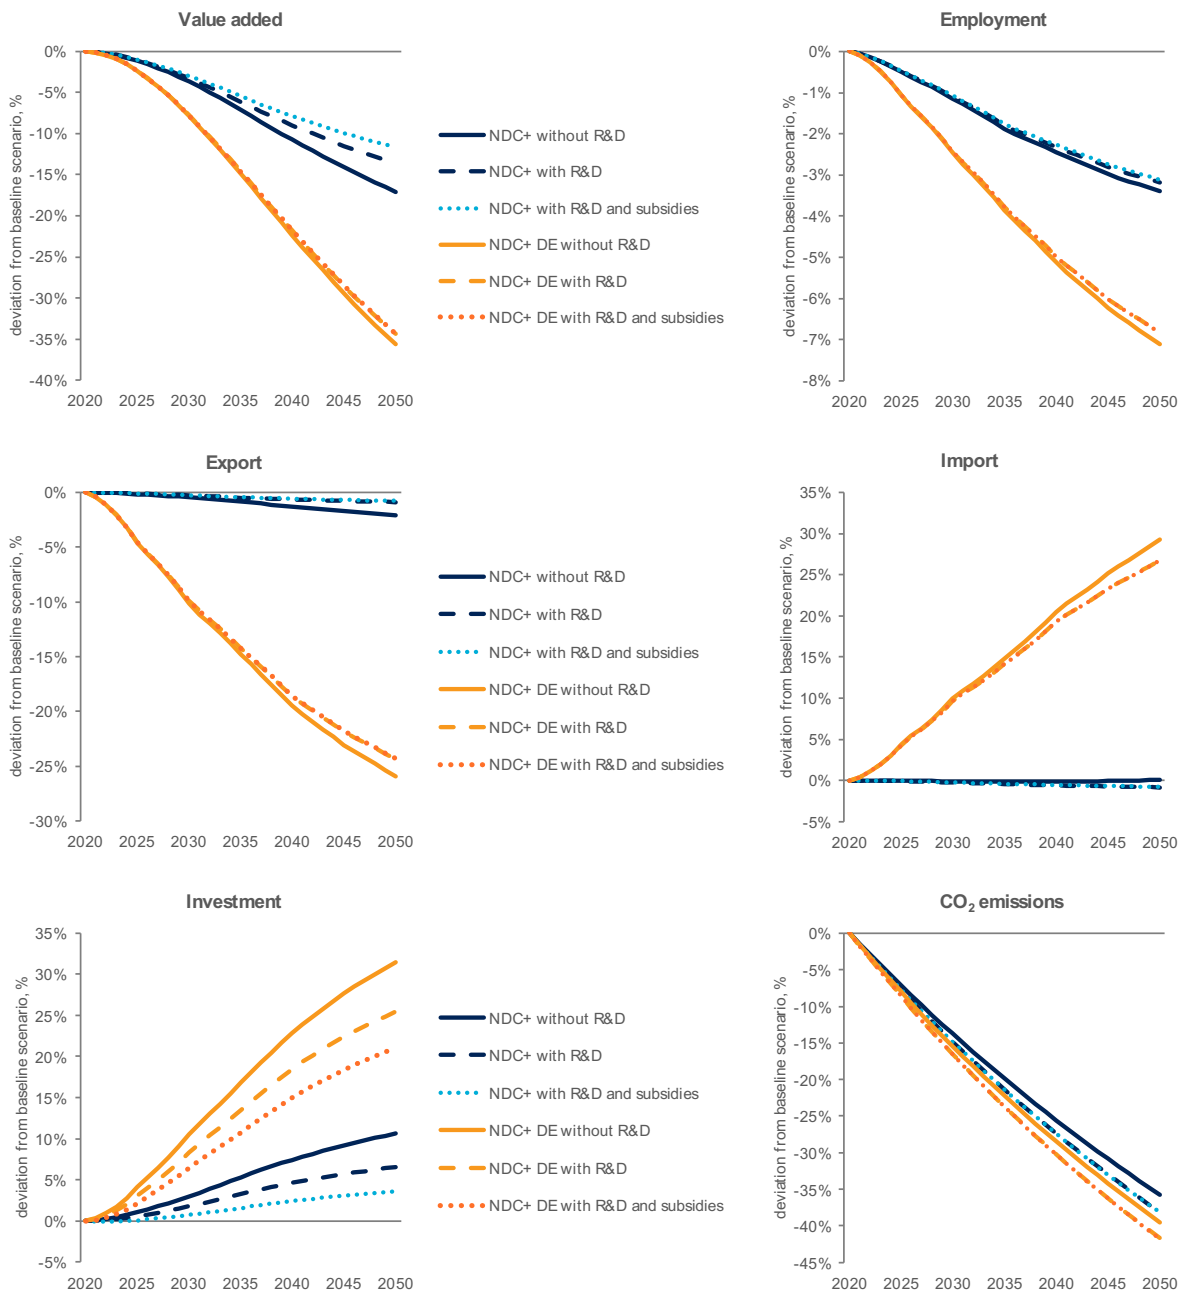 Value added
deviation from baseline scenario, %
0%
-5%
-10%
-15%
-20%
-25%
-30%
-35%
-40%
2020 2025 2030 2035 2040 2045 2050
NDC+ without R&D
NDC+ with R&D
NDC+ with R&D and subsidies
NDC+ DE without R&D
NDC+ DE with R&D
NDC+ DE with R&D and subsidies
Employment
deviation from baseline scenario, %
0%
-1%
-2%
-3%
-4%
-5%
-6%
-7%
-8%
2020 2025 2030 2035 2040 2045 2050
Export
deviation from baseline scenario, %
0%
-5%
-10%
-15%
-20%
-25%
-30%
2020 2025 2030 2035 2040 2045 2050
NDC+ without R&D
NDC+ with R&D
NDC+ with R&D and subsidies
NDC+ DE without R&D
NDC+ DE with R&D
NDC+ DE with R&D and subsidies
Import
deviation from baseline scenario, %
35%
30%
25%
20%
15%
10%
5%
0%
-5%
2020 2025 2030 2035 2040 2045 2050
Investment
deviation from baseline scenario, %
35%
30%
25%
20%
15%
10%
5%
0%
-5%
2020 2025 2030 2035 2040 2045 2050
NDC+ without R&D
NDC+ with R&D
NDC+ with R&D and subsidies
NDC+ DE without R&D
NDC+ DE with R&D
NDC+ DE with R&D and subsidies
CO₂ emissions
deviation from baseline scenario, %
0%
-5%
-10%
-15%
-20%
-25%
-30%
-35%
-40%
-45%
2020 2025 2030 2035 2040 2045 2050